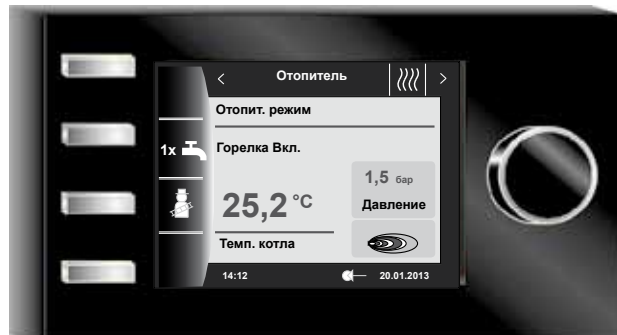 Отопитель
Отопит. режим
1x
Горелка Вкл.
25,2 °C
1,5 бар
Давление
Темп. котла
14:12
20.01.2013